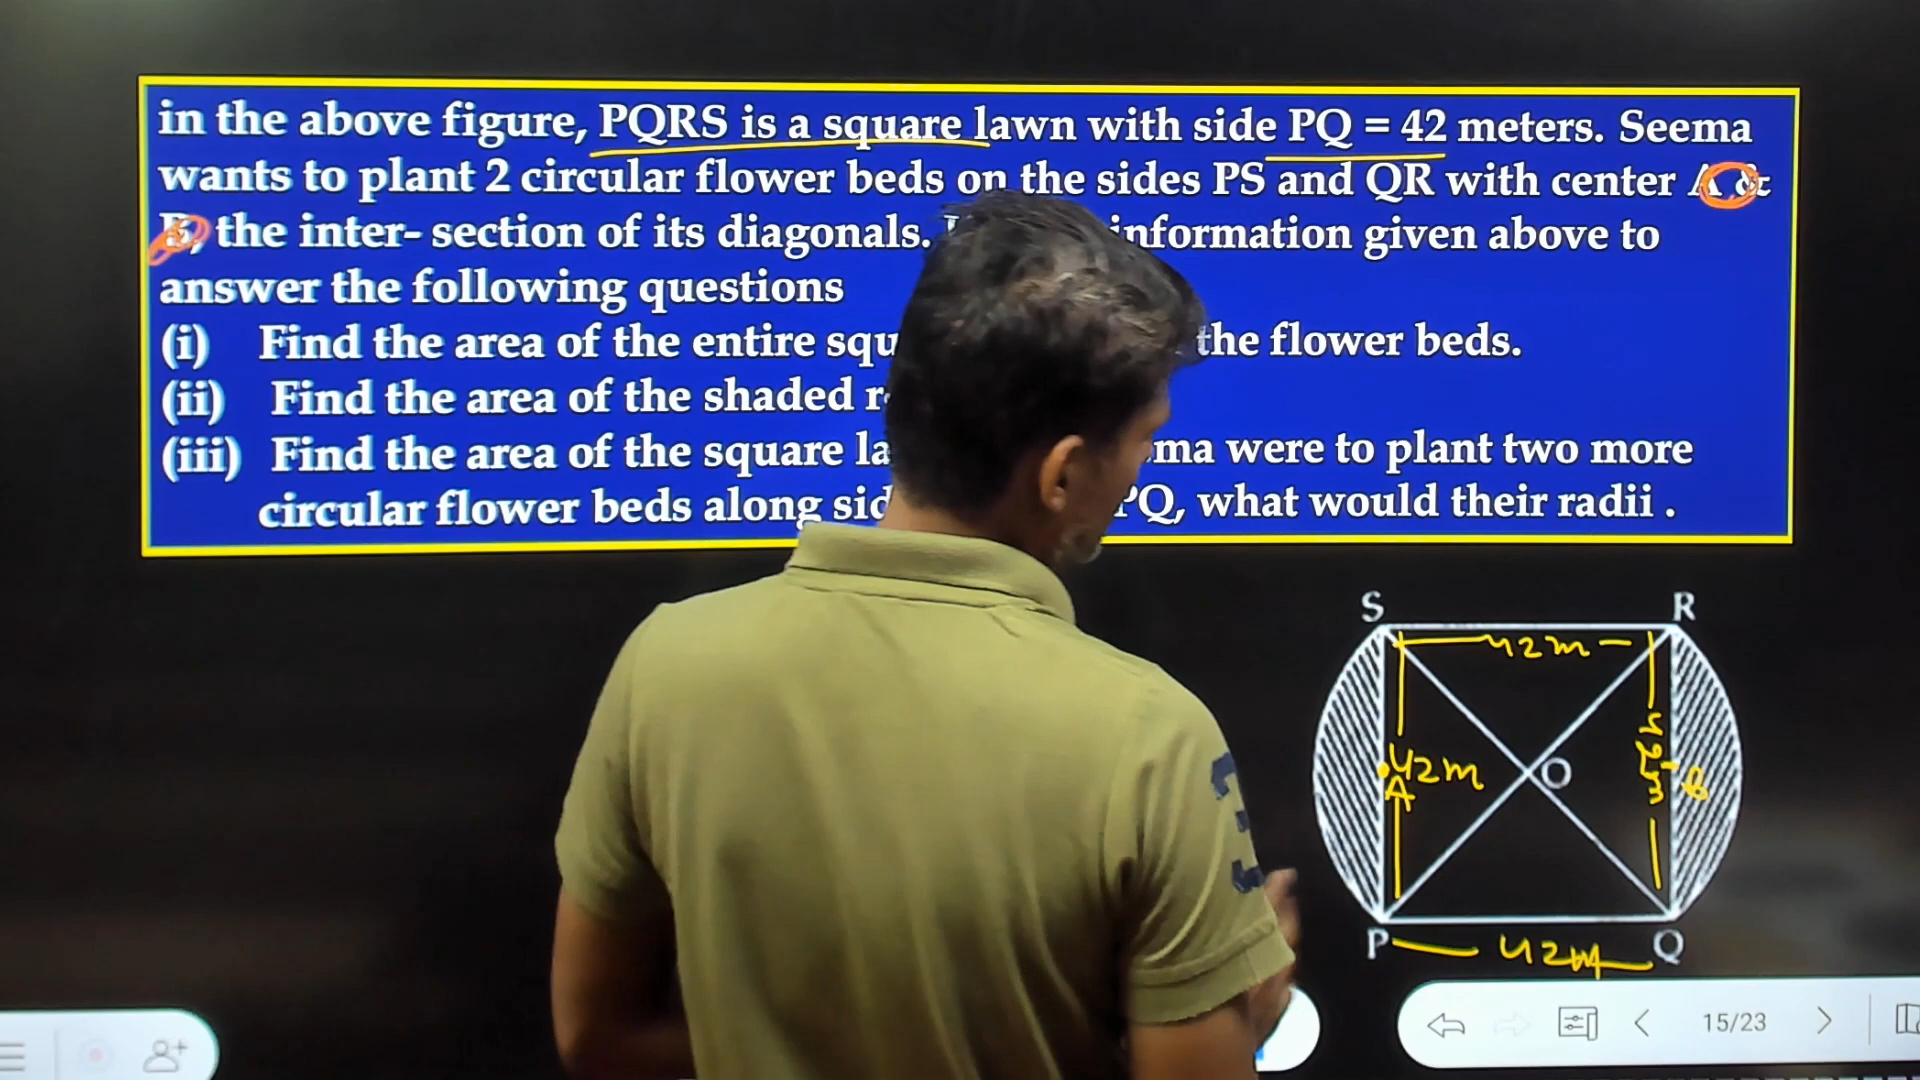 in the above figure, PQRS is a square lawn with side PQ = 42 meters. Seema
wants to plant 2 circular flower beds on the sides PS and QR with center A &
B, the inter- section of its diagonals. information given above to
answer the following questions
(i) Find the area of the entire the flower beds.
(ii) Find the area of the shaded
(iii) Find the area of the square were to plant two more
circular flower beds along PQ, what would their radii .
S R
42m
42m
42m
A
O
B
P 42m Q
15/23